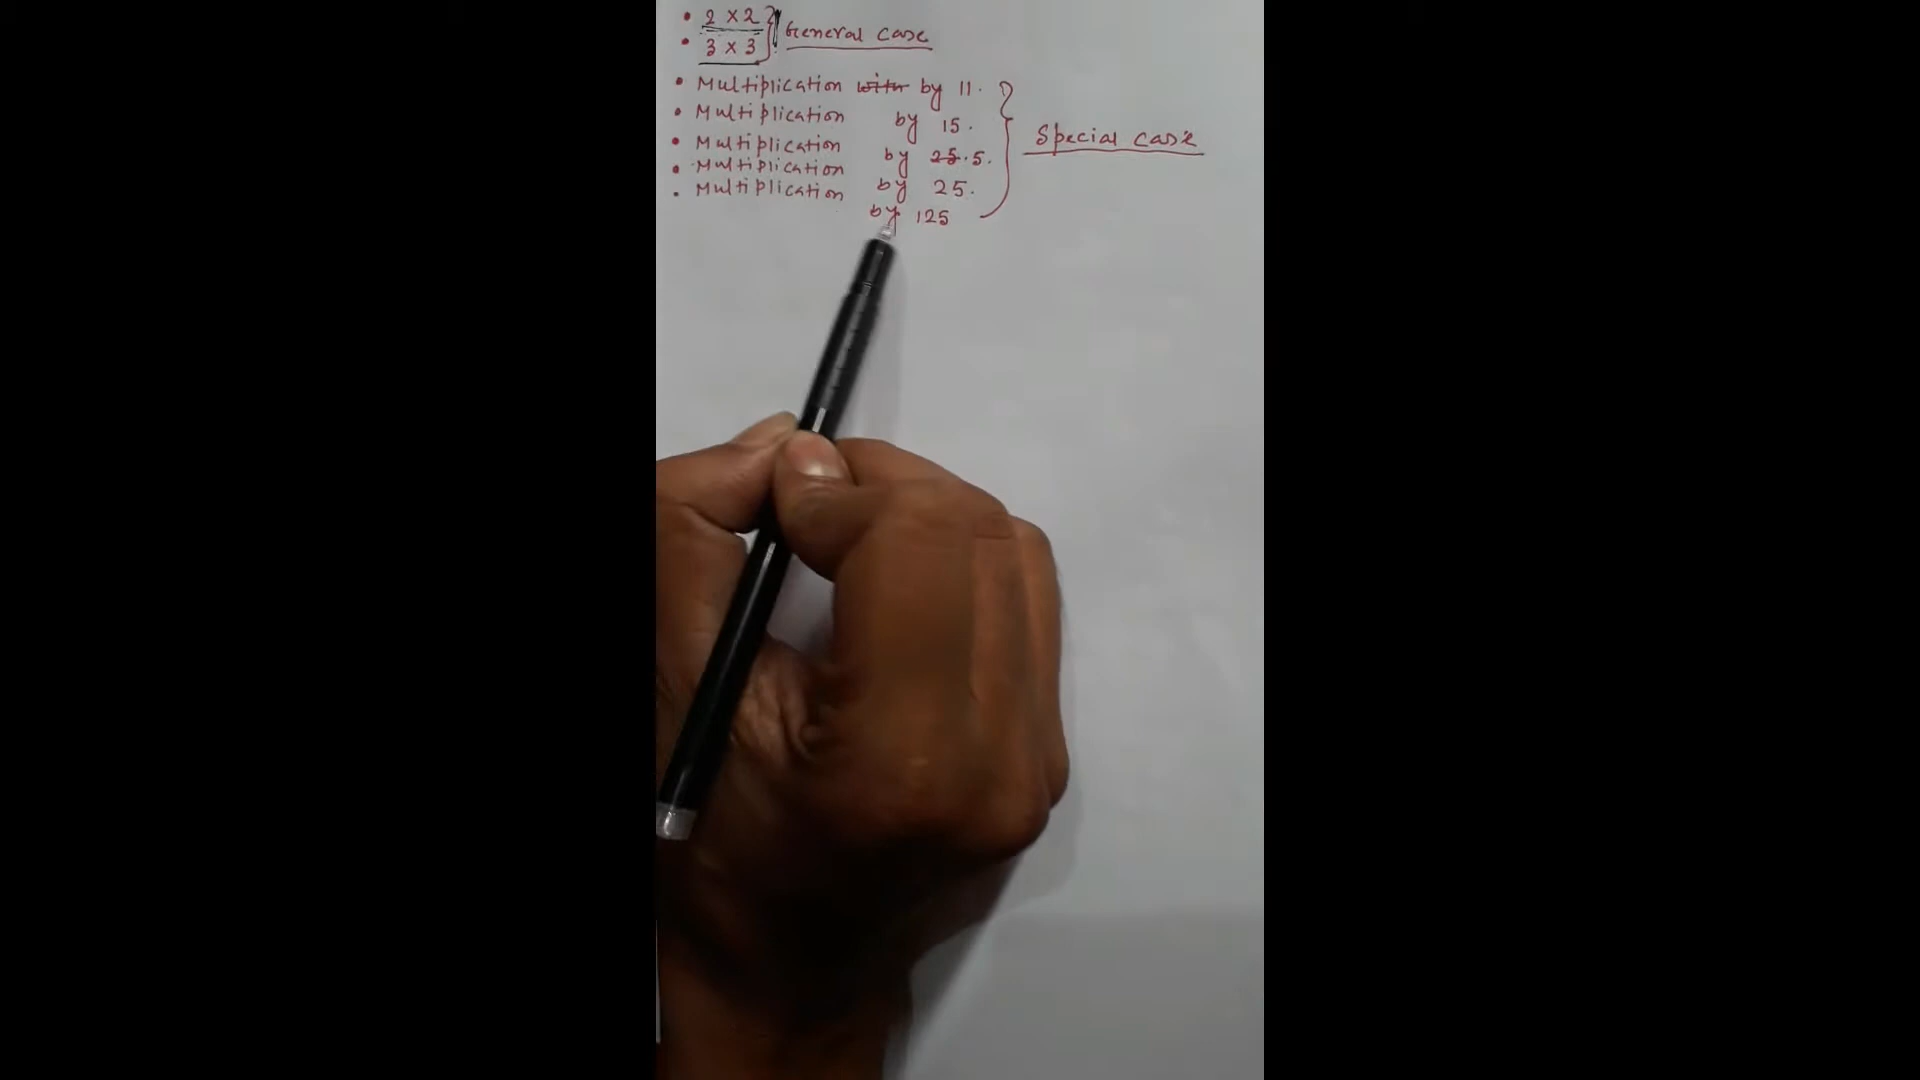 • 2 × 2
• 3 × 3
General case
• Multiplication with by 11.
• Multiplication by 15.
• Multiplication by 25. 5.
• Multiplication by 25.
• Multiplication by 125
Special case